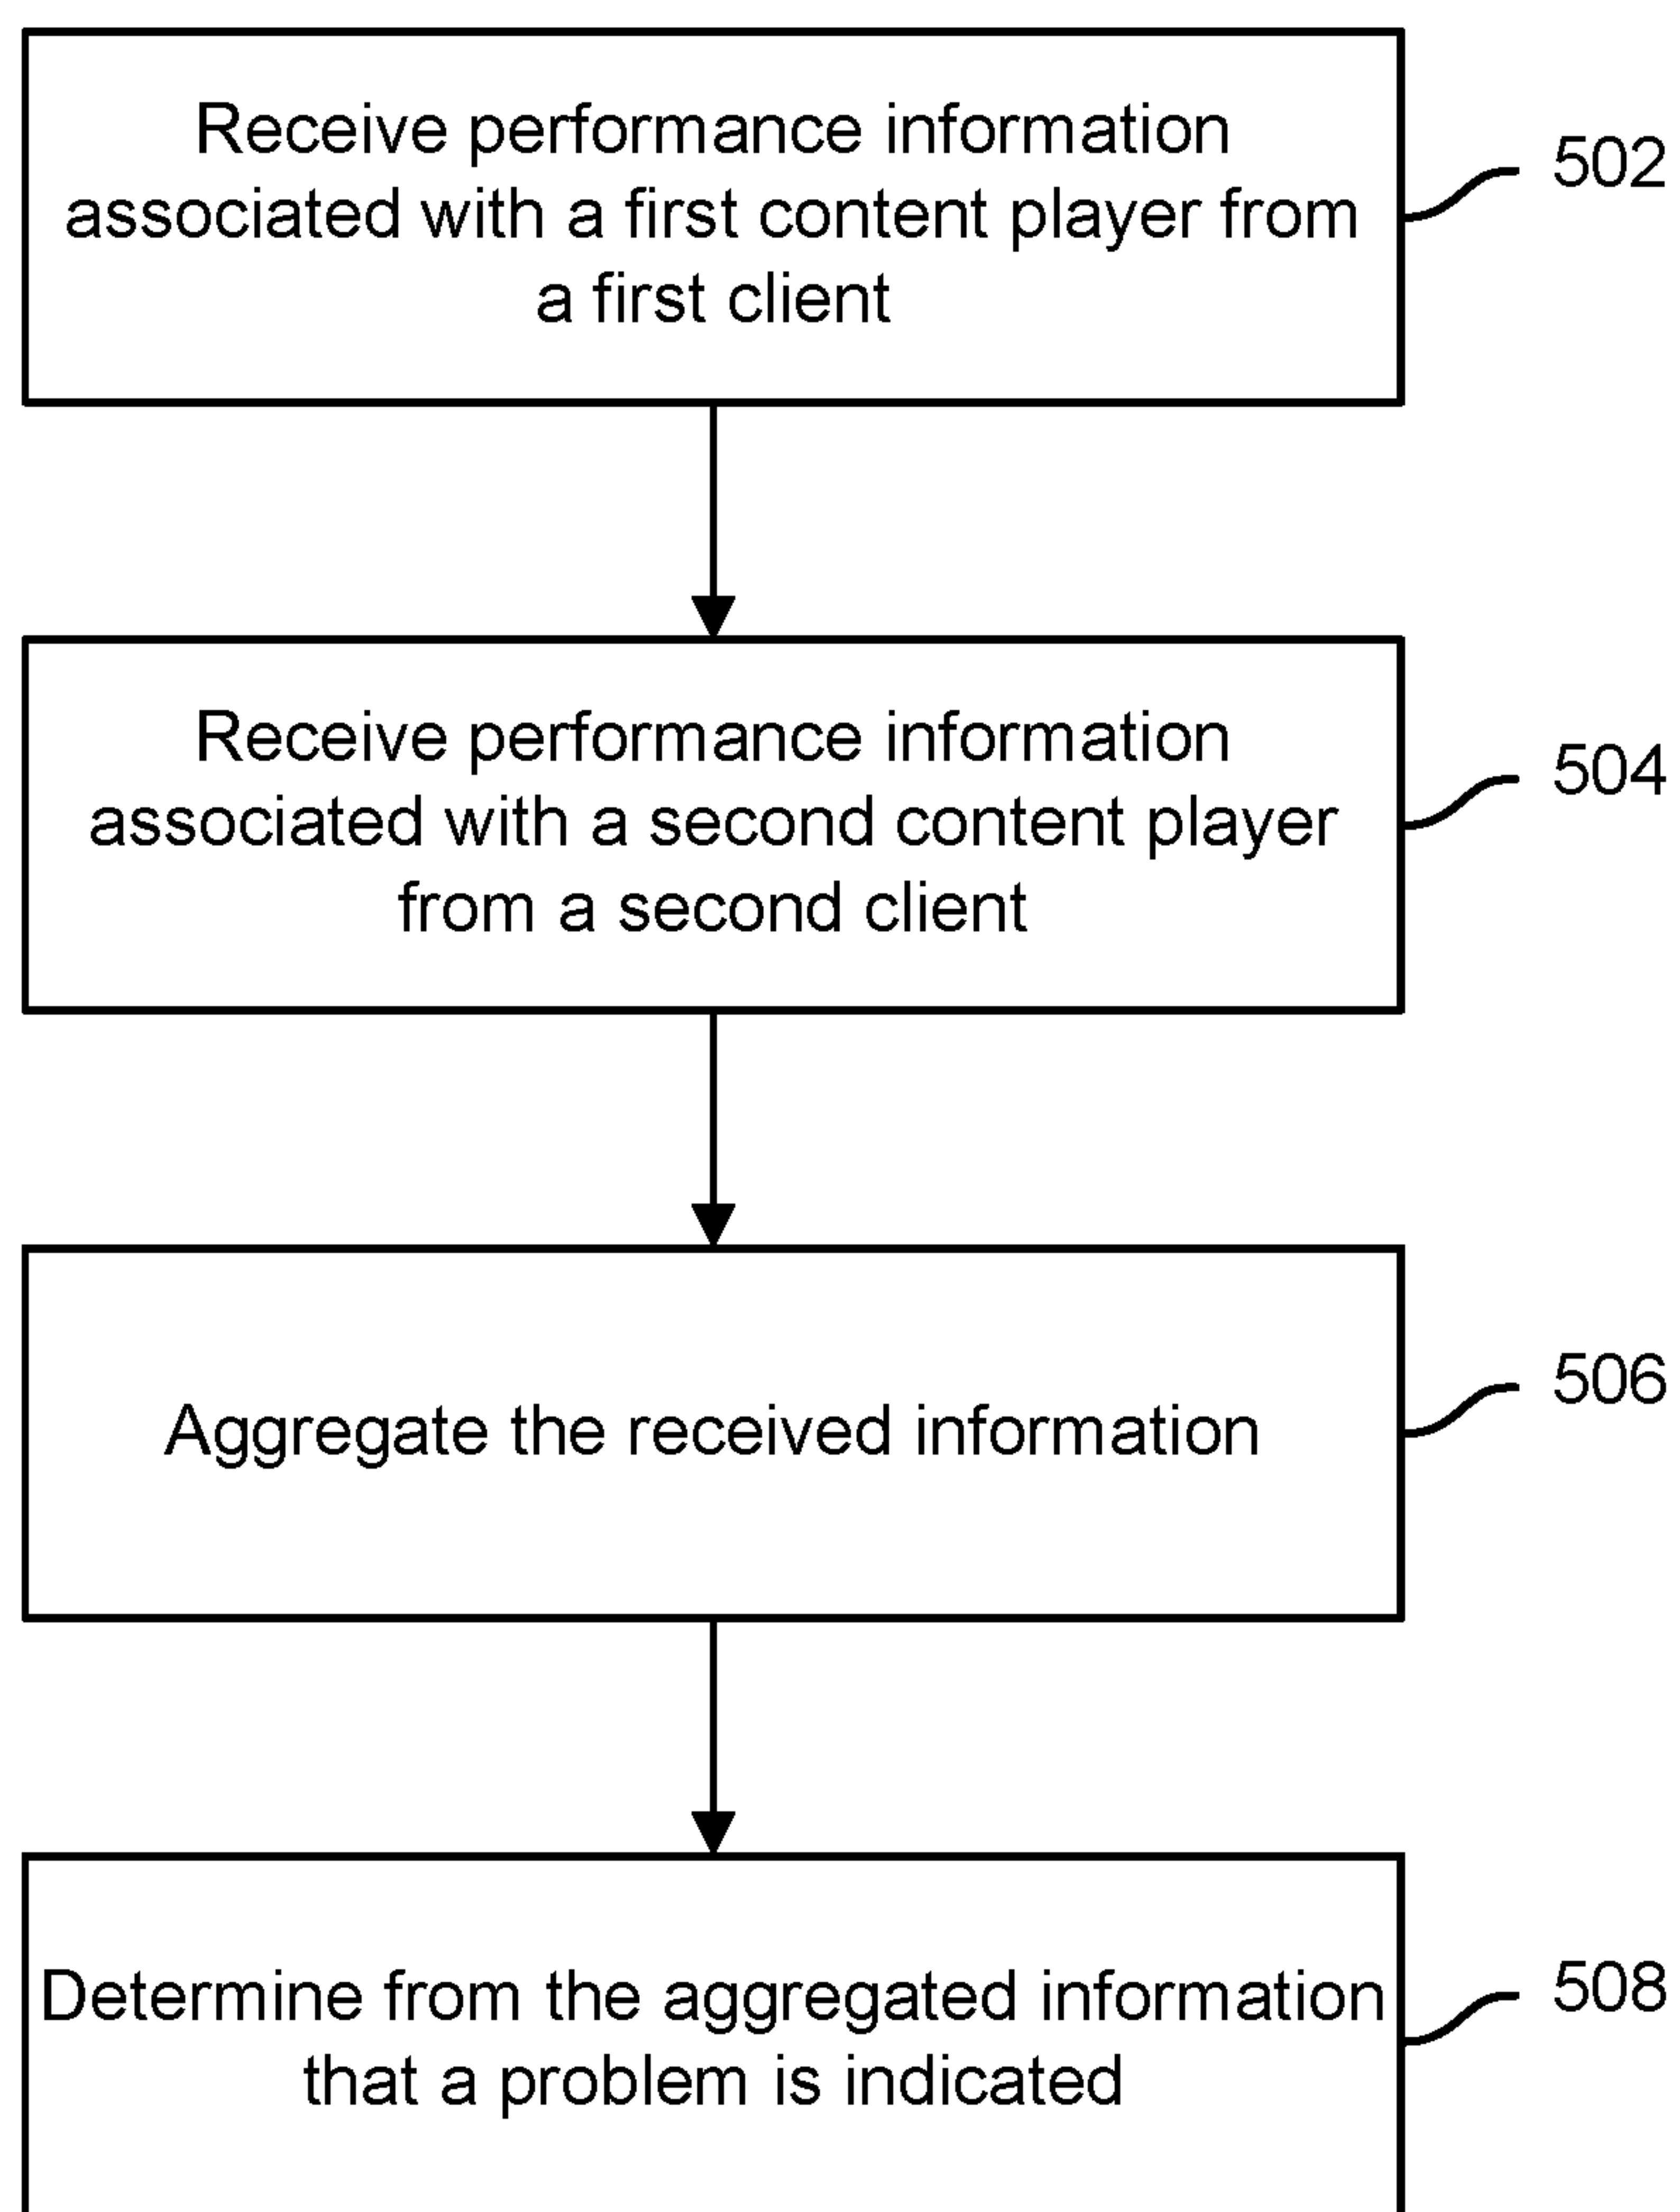 Receive performance information
associated with a first content player from
a first client
502
Receive performance information
associated with a second content player
from a second client
504
Aggregate the received information
506
Determine from the aggregated information
that a problem is indicated
508